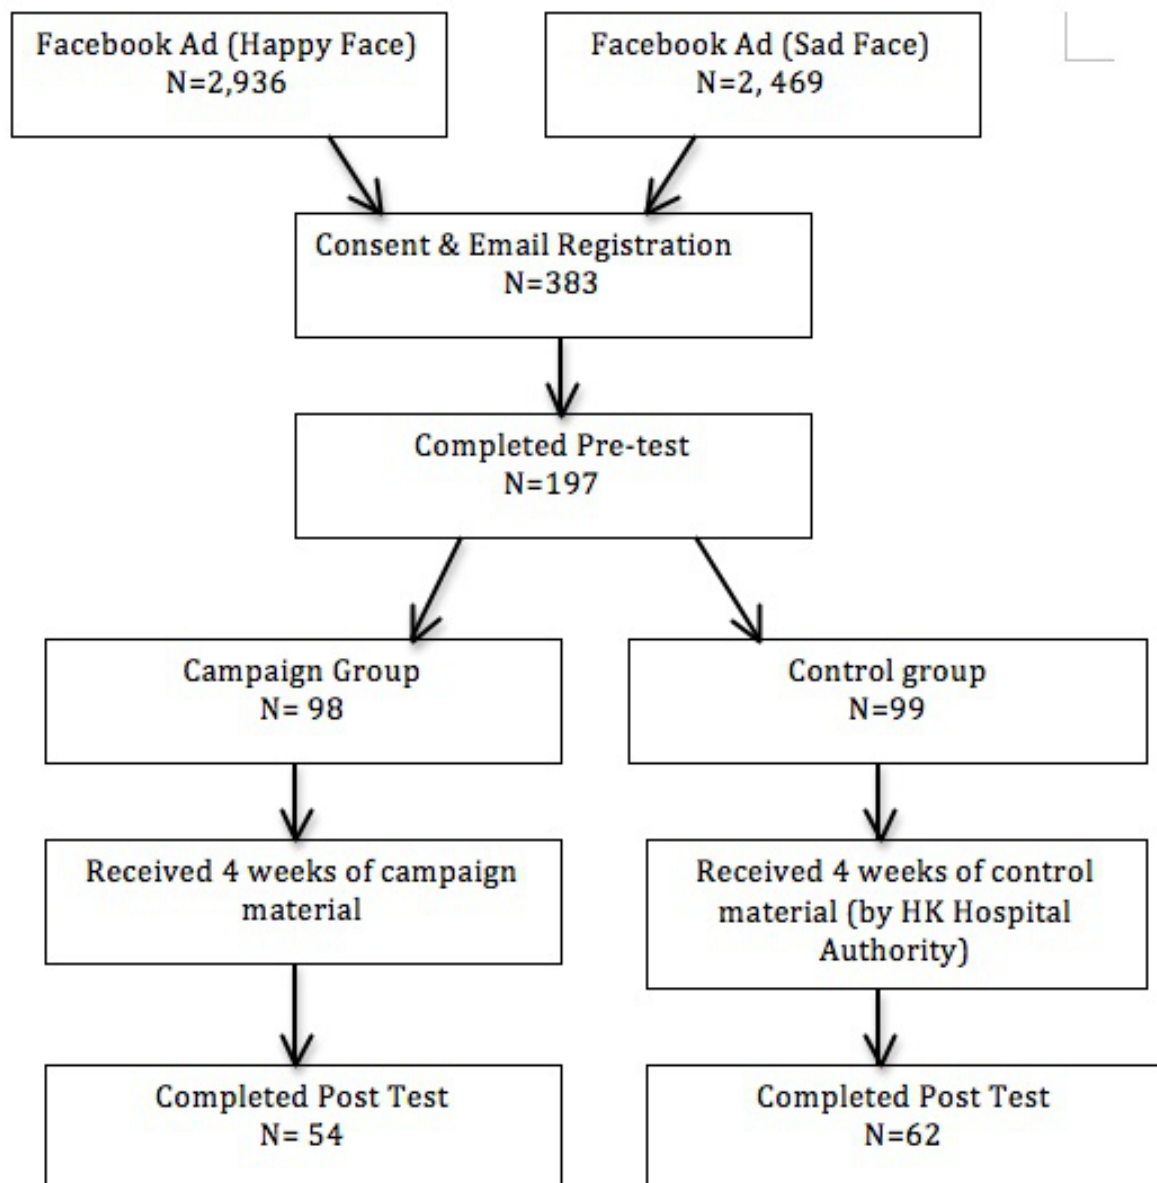 Facebook Ad (Happy Face)
N=2,936
Facebook Ad (Sad Face)
N=2, 469
Consent & Email Registration
N=383
Completed Pre-test
N=197
Campaign Group
N= 98
Control group
N=99
Received 4 weeks of campaign
material
Received 4 weeks of control
material (by HK Hospital
Authority)
Completed Post Test
N= 54
Completed Post Test
N=62